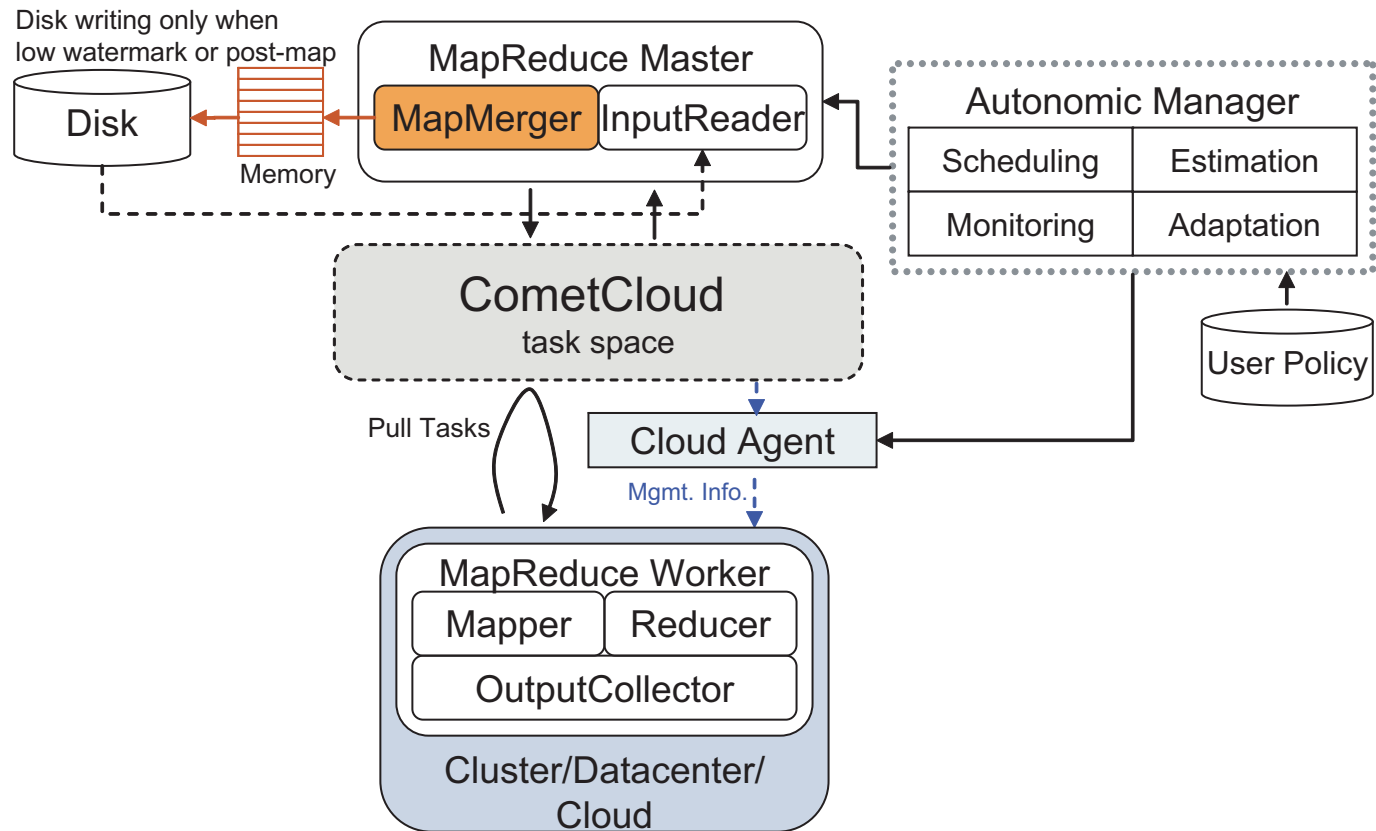 Disk writing only when
low watermark or post-map
Disk
Memory
MapReduce Master
MapMerger
InputReader
Autonomic Manager
Scheduling
Estimation
Monitoring
Adaptation
CometCloud
task space
User Policy
Pull Tasks
Cloud Agent
Mgmt. Info.
MapReduce Worker
Mapper
Reducer
OutputCollector
Cluster/Datacenter/
Cloud